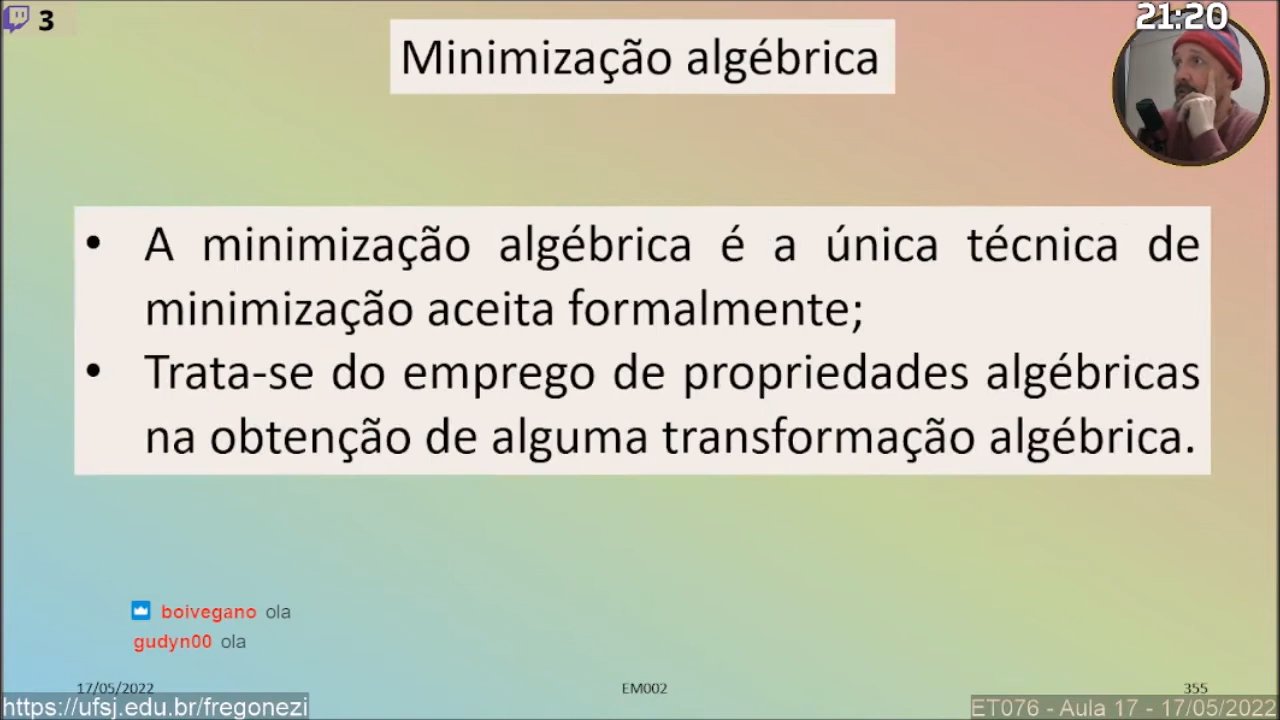 3
21:20
Minimização algébrica
• A minimização algébrica é a única técnica de
minimização aceita formalmente;
• Trata-se do emprego de propriedades algébricas
na obtenção de alguma transformação algébrica.
boivegano ola
gudyn00 ola
17/05/2022
EM002
355
https://ufsj.edu.br/fregonezi
ET076 - Aula 17 - 17/05/2022